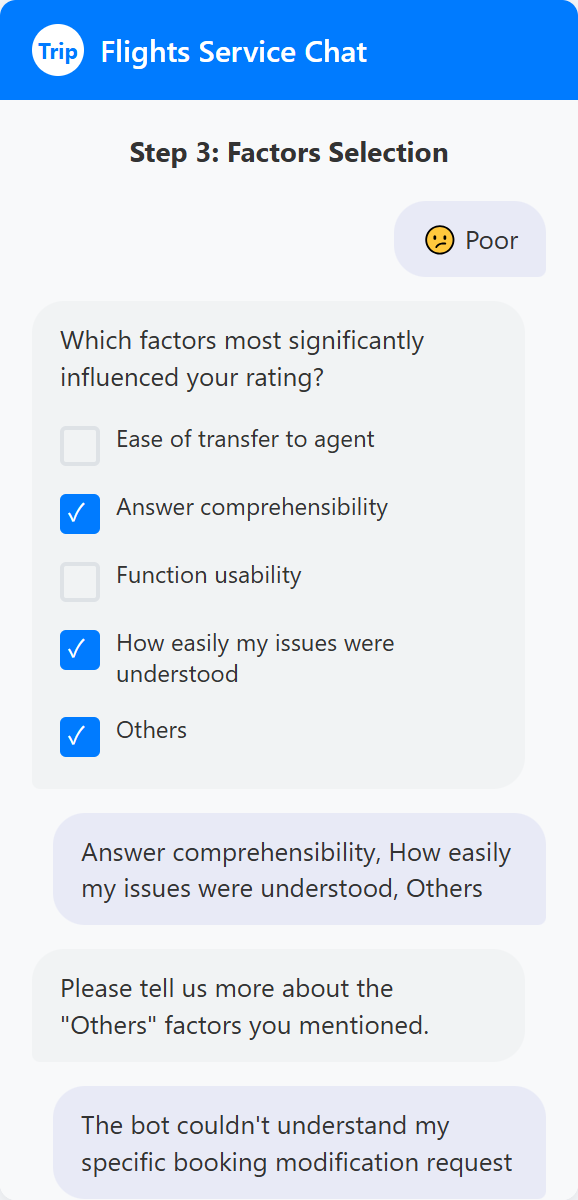 Trip
Flights Service Chat
Step 3: Factors Selection
😕 Poor
Which factors most significantly
influenced your rating?
Ease of transfer to agent
✓ Answer comprehensibility
Function usability
✓ How easily my issues were
understood
✓ Others
Answer comprehensibility, How easily
my issues were understood, Others
Please tell us more about the
"Others" factors you mentioned.
The bot couldn't understand my
specific booking modification request